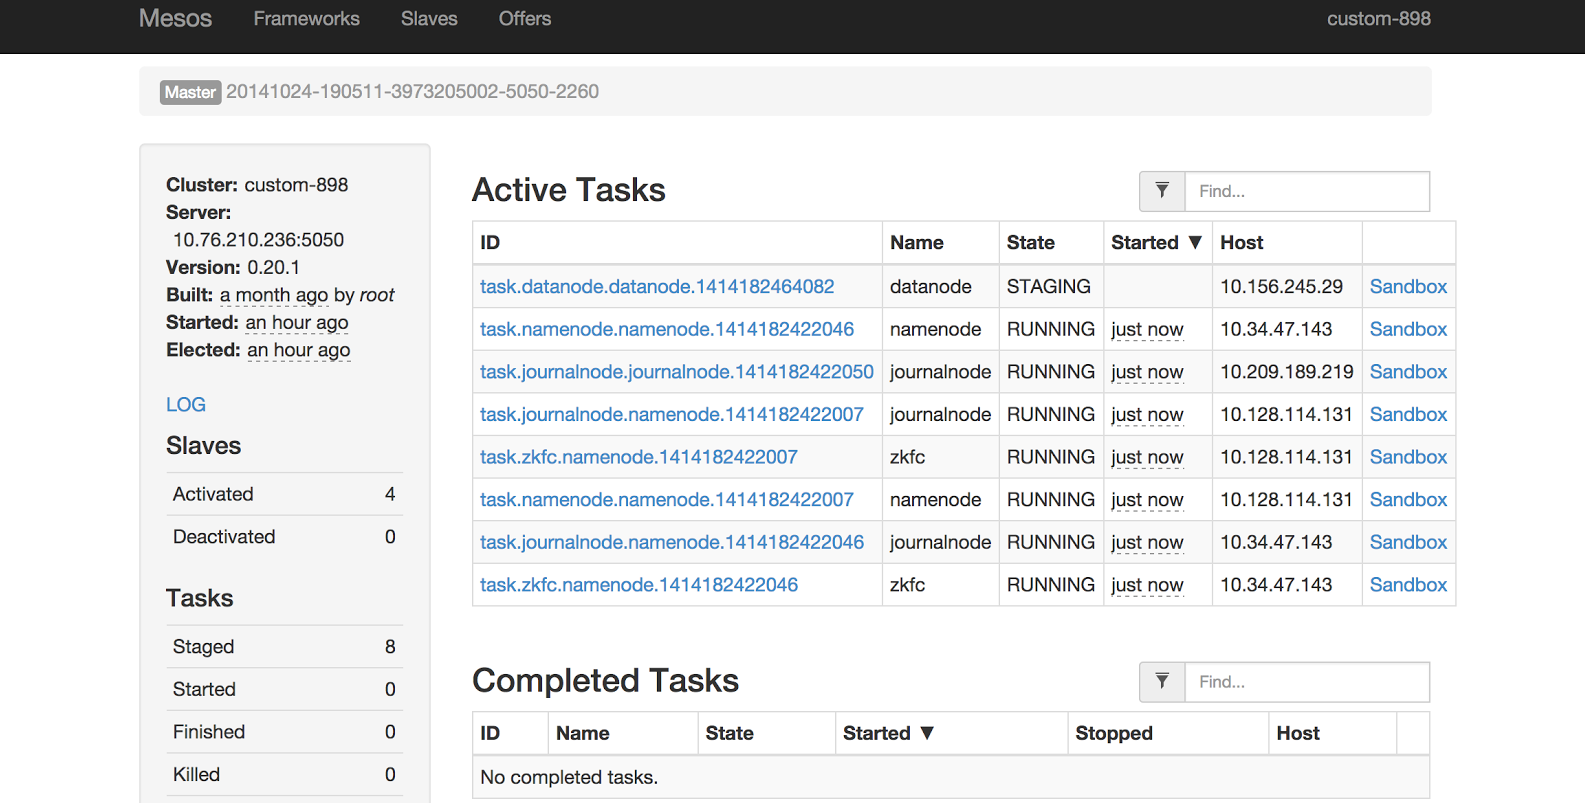 Mesos Frameworks Slaves Offers custom-898
Master 20141024-190511-3973205002-5050-2260
Cluster: custom-898
Server:
10.76.210.236:5050
Version: 0.20.1
Built: a month ago by root
Started: an hour ago
Elected: an hour ago
LOG
Slaves
Activated 4
Deactivated 0
Tasks
Staged 8
Started 0
Finished 0
Killed 0
Active Tasks
Find...
ID Name State Started ▼ Host
task.datanode.datanode.1414182464082 datanode STAGING 10.156.245.29 Sandbox
task.namenode.namenode.1414182422046 namenode RUNNING just now 10.34.47.143 Sandbox
task.journalnode.journalnode.1414182422050 journalnode RUNNING just now 10.209.189.219 Sandbox
task.journalnode.namenode.1414182422007 journalnode RUNNING just now 10.128.114.131 Sandbox
task.zkfc.namenode.1414182422007 zkfc RUNNING just now 10.128.114.131 Sandbox
task.namenode.namenode.1414182422007 namenode RUNNING just now 10.128.114.131 Sandbox
task.journalnode.namenode.1414182422046 journalnode RUNNING just now 10.34.47.143 Sandbox
task.zkfc.namenode.1414182422046 zkfc RUNNING just now 10.34.47.143 Sandbox
Completed Tasks
Find...
ID Name State Started ▼ Stopped Host
No completed tasks.